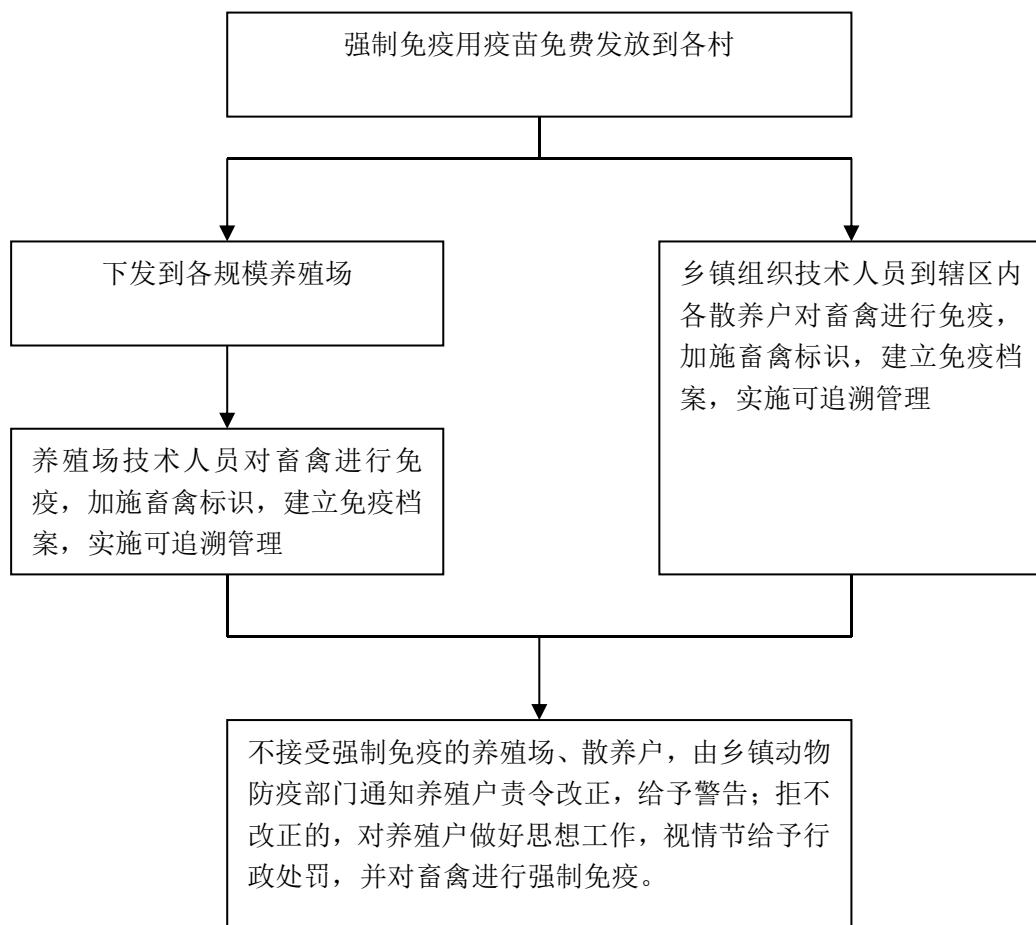 强制免疫用疫苗免费发放到各村
下发到各规模养殖场
乡镇组织技术人员到辖区内
各散养户对畜禽进行免疫，
加施畜禽标识，建立免疫档
案，实施可追溯管理
养殖场技术人员对畜禽进行免
疫，加施畜禽标识，建立免疫档
案，实施可追溯管理
不接受强制免疫的养殖场、散养户，由乡镇动物
防疫部门通知养殖户责令改正，给予警告；拒不
改正的，对养殖户做好思想工作，视情节给予行
政处罚，并对畜禽进行强制免疫。